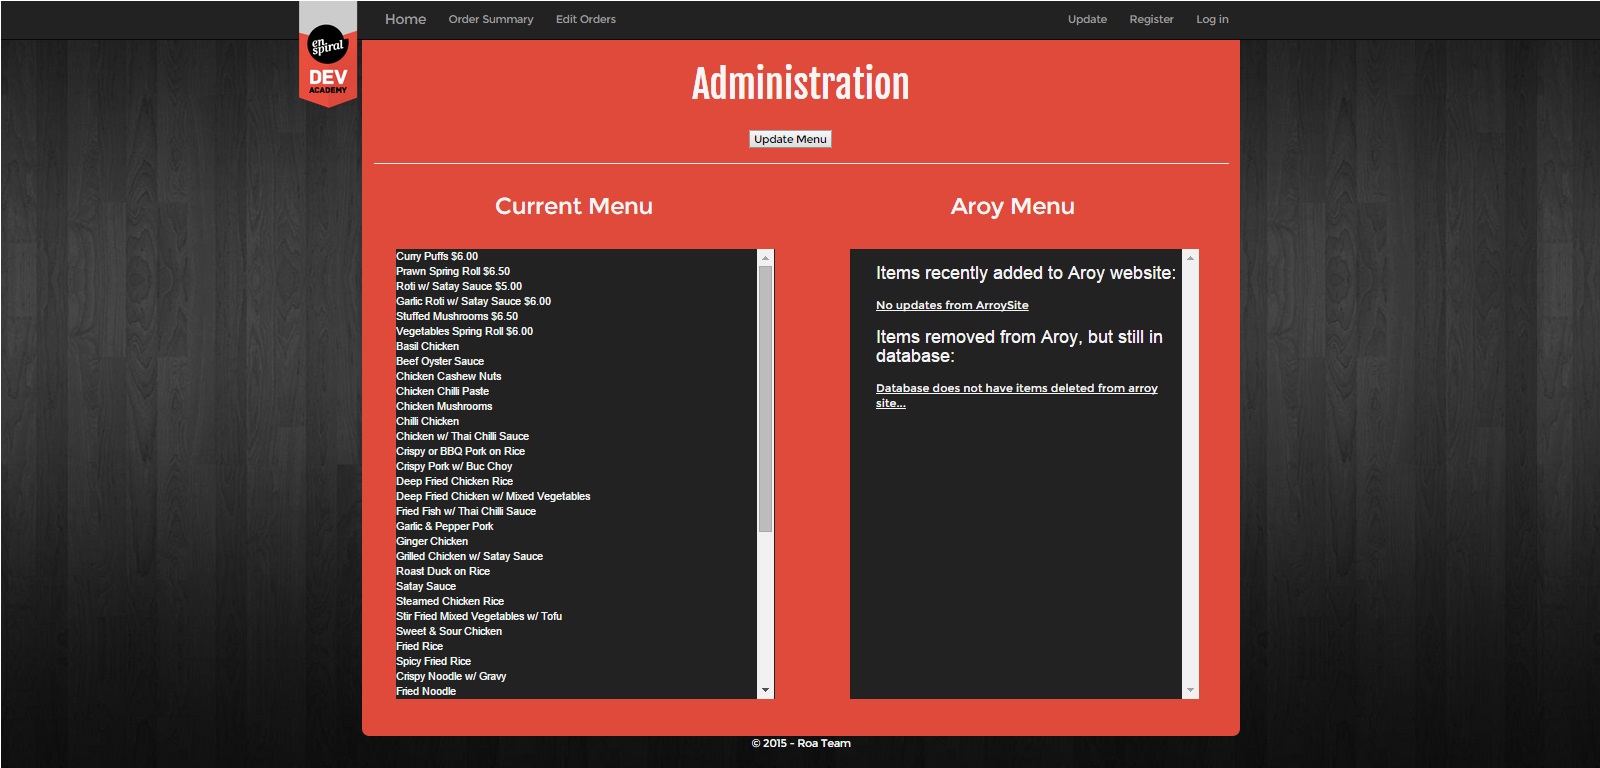 Home Order Summary Edit Orders Update Register Log in
en
spiral
DEV
ACADEMY
Administration
Update Menu
Current Menu
Curry Puffs $6.00
Prawn Spring Roll $6.50
Roti w/ Satay Sauce $5.00
Garlic Roti w/ Satay Sauce $6.00
Stuffed Mushrooms $6.50
Vegetables Spring Roll $6.00
Basil Chicken
Beef Oyster Sauce
Chicken Cashew Nuts
Chicken Chilli Paste
Chicken Mushrooms
Chilli Chicken
Chicken w/ Thai Chilli Sauce
Crispy or BBQ Pork on Rice
Crispy Pork w/ Buc Choy
Deep Fried Chicken Rice
Deep Fried Chicken w/ Mixed Vegetables
Fried Fish w/ Thai Chilli Sauce
Garlic & Pepper Pork
Ginger Chicken
Grilled Chicken w/ Satay Sauce
Roast Duck on Rice
Satay Sauce
Steamed Chicken Rice
Stir Fried Mixed Vegetables w/ Tofu
Sweet & Sour Chicken
Fried Rice
Spicy Fried Rice
Crispy Noodle w/ Gravy
Fried Noodle
Aroy Menu
Items recently added to Aroy website:
No updates from ArroySite
Items removed from Aroy, but still in
database:
Database does not have items deleted from arroy
site...
© 2015 - Roa Team